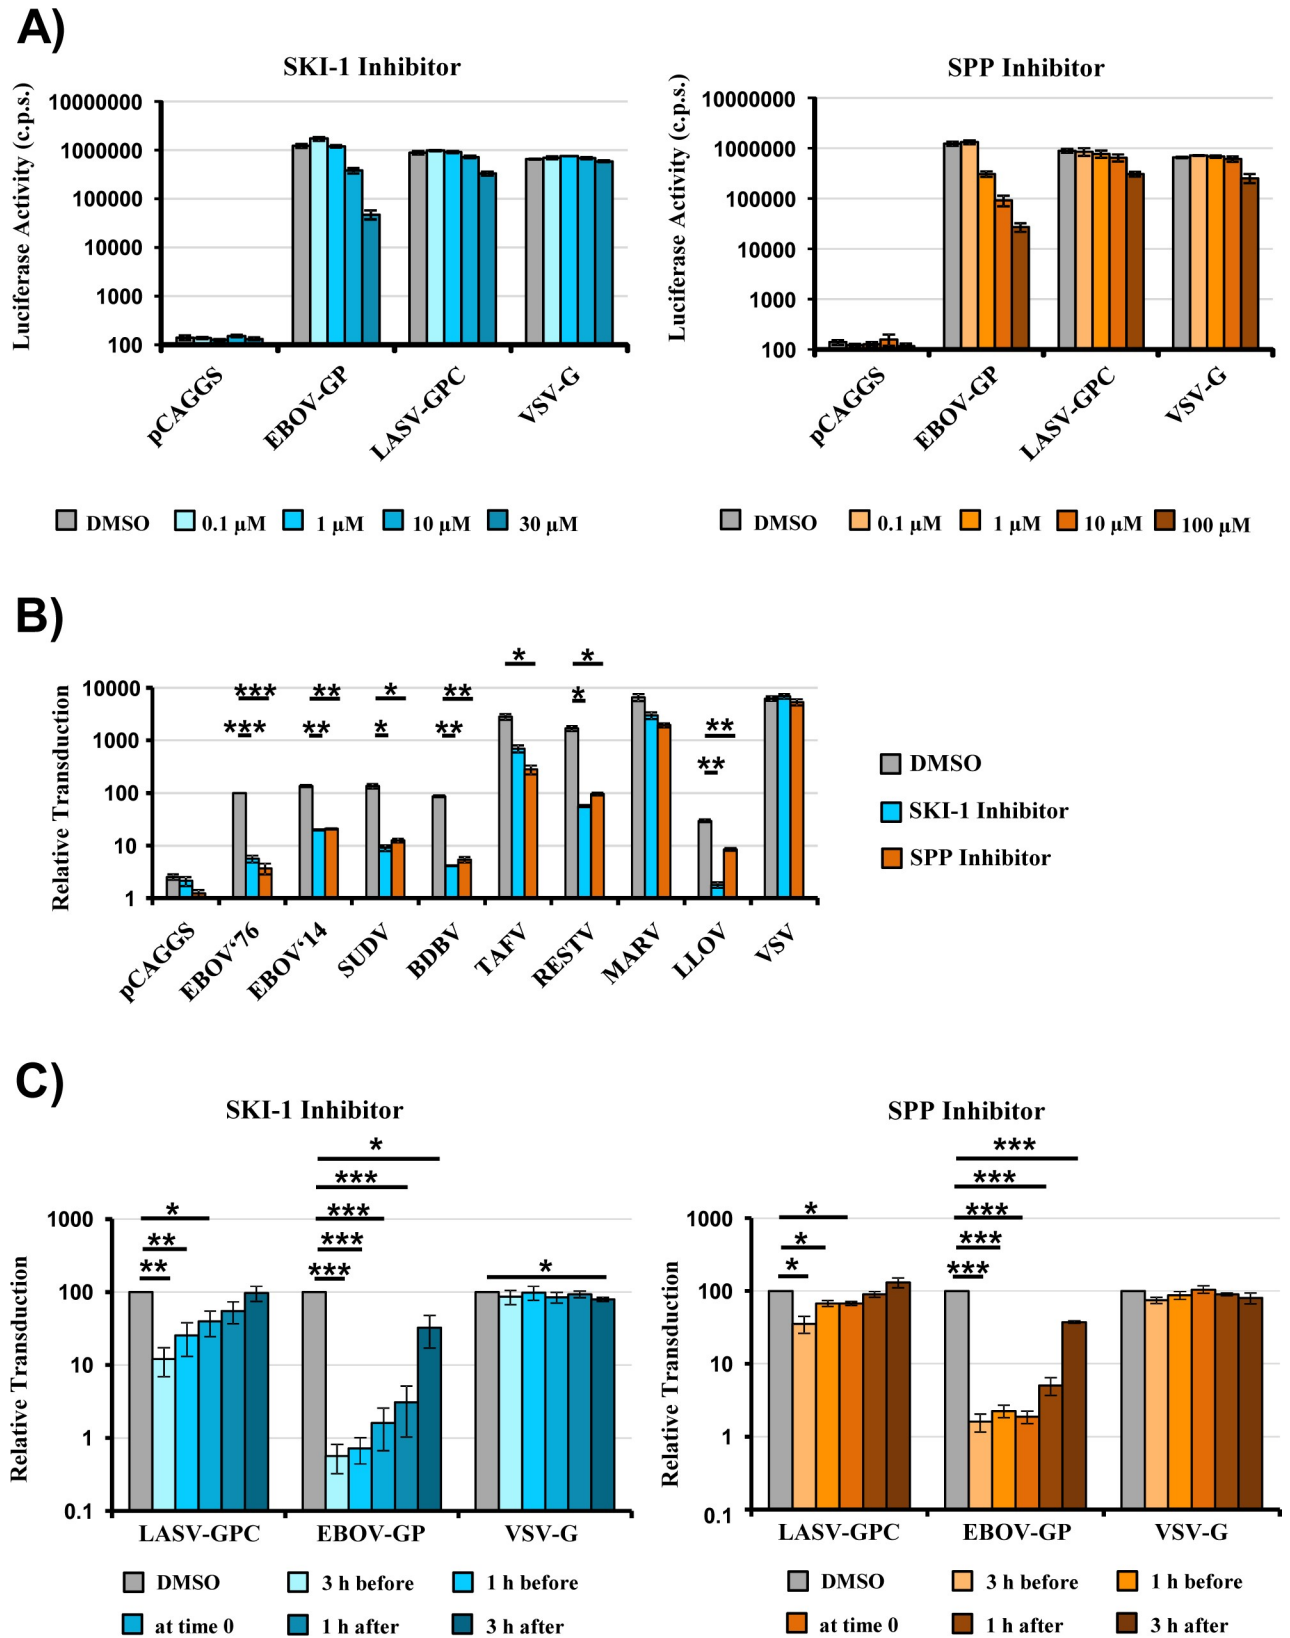 A)
SKI-1 Inhibitor
Luciferase Activity (c.p.s.)
10000000
1000000
100000
10000
1000
100
pCAGGS
EBOV-GP
LASV-GPC
VSV-G
DMSO 0.1 µM 1 µM 10 µM 30 µM
SPP Inhibitor
Luciferase Activity (c.p.s.)
10000000
1000000
100000
10000
1000
100
pCAGGS
EBOV-GP
LASV-GPC
VSV-G
DMSO 0.1 µM 1 µM 10 µM 100 µM
B)
Relative Transduction
10000
1000
100
10
1
*** ** * ** * * **
*** ** * ** * **
pCAGGS
EBOV‘76
EBOV‘14
SUDV
BDBV
TAFV
RESTV
MARV
LLOV
VSV
DMSO
SKI-1 Inhibitor
SPP Inhibitor
C)
SKI-1 Inhibitor
Relative Transduction
1000
100
10
1
0.1
*
**
**
*
***
***
***
***
*
LASV-GPC EBOV-GP VSV-G
DMSO 3 h before 1 h before
at time 0 1 h after 3 h after
SPP Inhibitor
Relative Transduction
1000
100
10
1
0.1
*
*
*
***
***
***
***
***
LASV-GPC EBOV-GP VSV-G
DMSO 3 h before 1 h before
at time 0 1 h after 3 h after